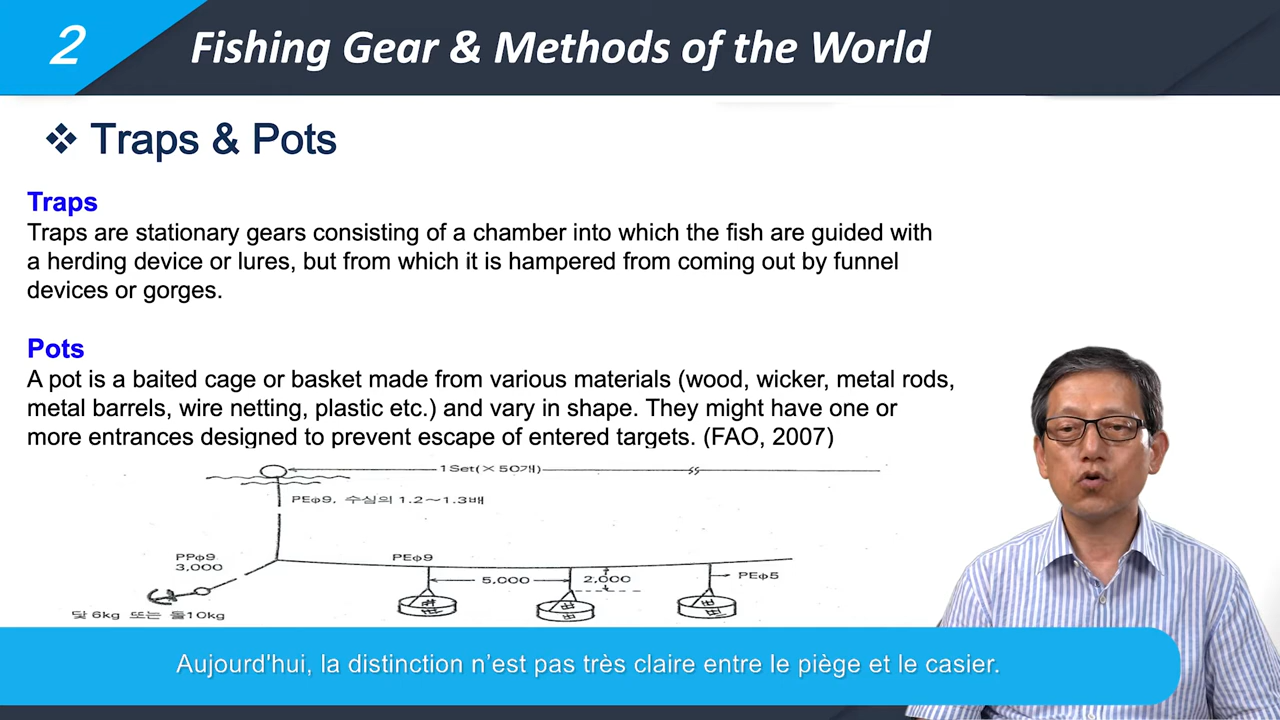 2
Fishing Gear & Methods of the World
❖ Traps & Pots
Traps
Traps are stationary gears consisting of a chamber into which the fish are guided with
a herding device or lures, but from which it is hampered from coming out by funnel
devices or gorges.
Pots
A pot is a baited cage or basket made from various materials (wood, wicker, metal rods,
metal barrels, wire netting, plastic etc.) and vary in shape. They might have one or
more entrances designed to prevent escape of entered targets. (FAO, 2007)
1Set(×50개)
PEφ9, 수심의 1.2~1.3배
PPφ9
3,000
PEφ9
5,000
2,000
PEφ5
닻 6kg 또는 돌10kg
Aujourd'hui, la distinction n’est pas très claire entre le piège et le casier.